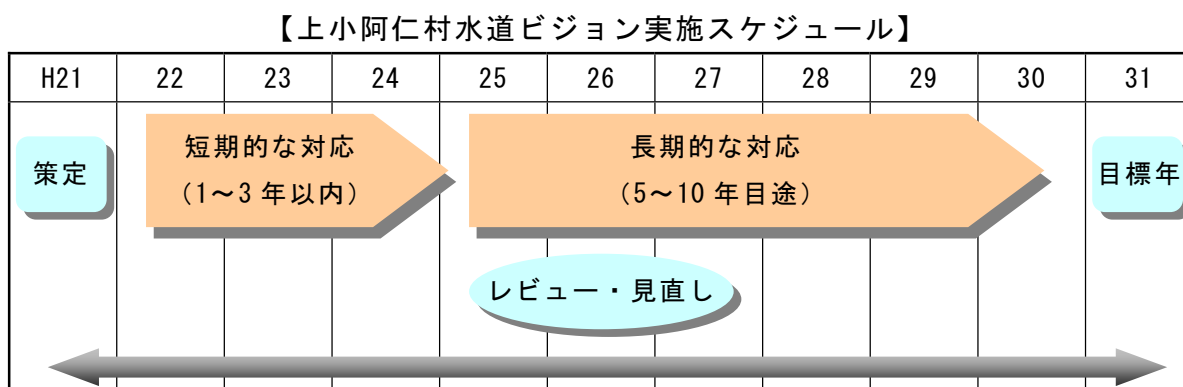 【上小阿仁村水道ビジョン実施スケジュール】
H21 22 23 24 25 26 27 28 29 30 31
策定
短期的な対応
（1～3 年以内）
長期的な対応
（5～10 年目途）
目標年
レビュー・見直し